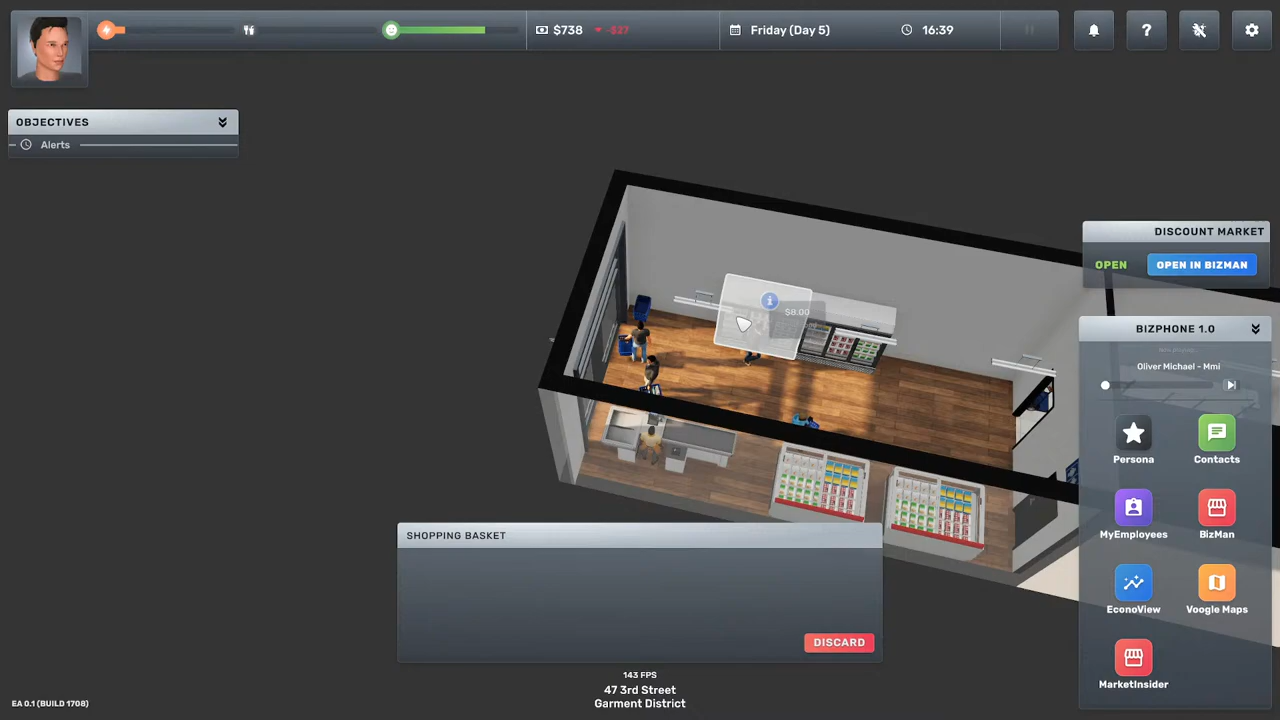 $738 -$27
Friday (Day 5)
16:39
?
OBJECTIVES
Alerts
DISCOUNT MARKET
OPEN
OPEN IN BIZMAN
BIZPHONE 1.0
Oliver Michael - Mmi
Persona
Contacts
MyEmployees
BizMan
EconoView
Voogle Maps
MarketInsider
$8.00
SHOPPING BASKET
DISCARD
143 FPS
47 3rd Street
Garment District
EA 0.1 (BUILD 1708)